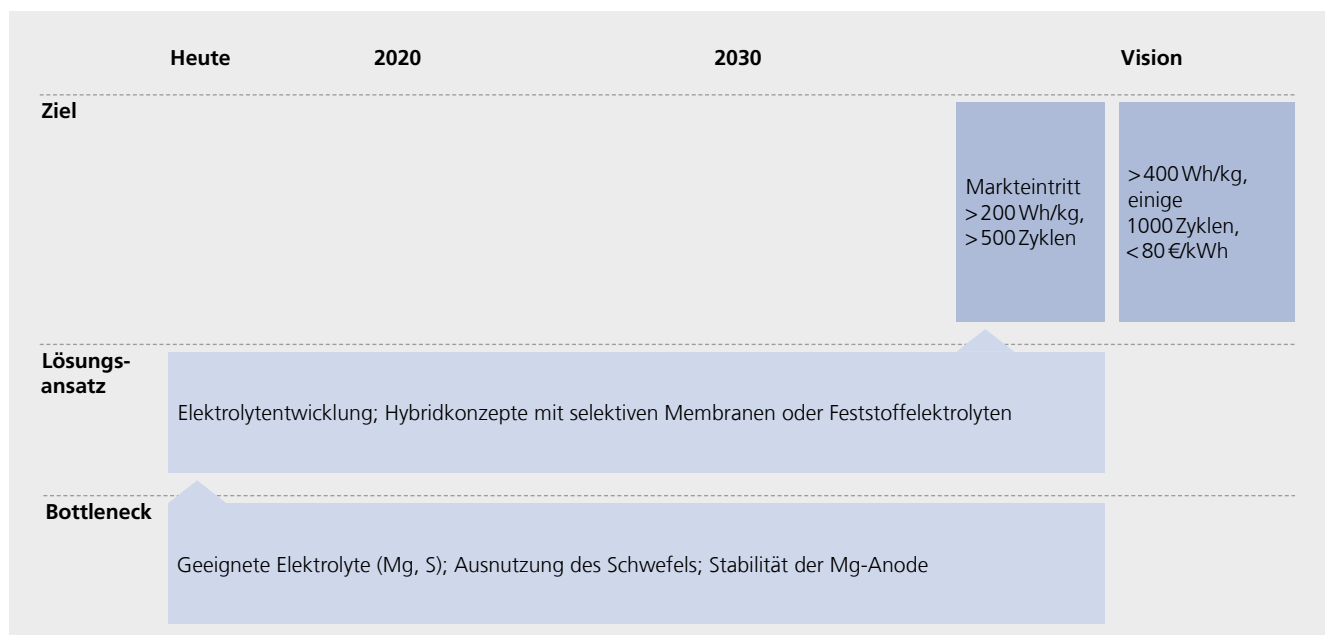 Heute 2020 2030 Vision
Ziel
Markteintritt
>200 Wh/kg,
>500 Zyklen
>400 Wh/kg,
einige
1000 Zyklen,
<80 €/kWh
Lösungs-
ansatz
Elektrolytentwicklung; Hybridkonzepte mit selektiven Membranen oder Feststoffelektrolyten
Bottleneck
Geeignete Elektrolyte (Mg, S); Ausnutzung des Schwefels; Stabilität der Mg-Anode